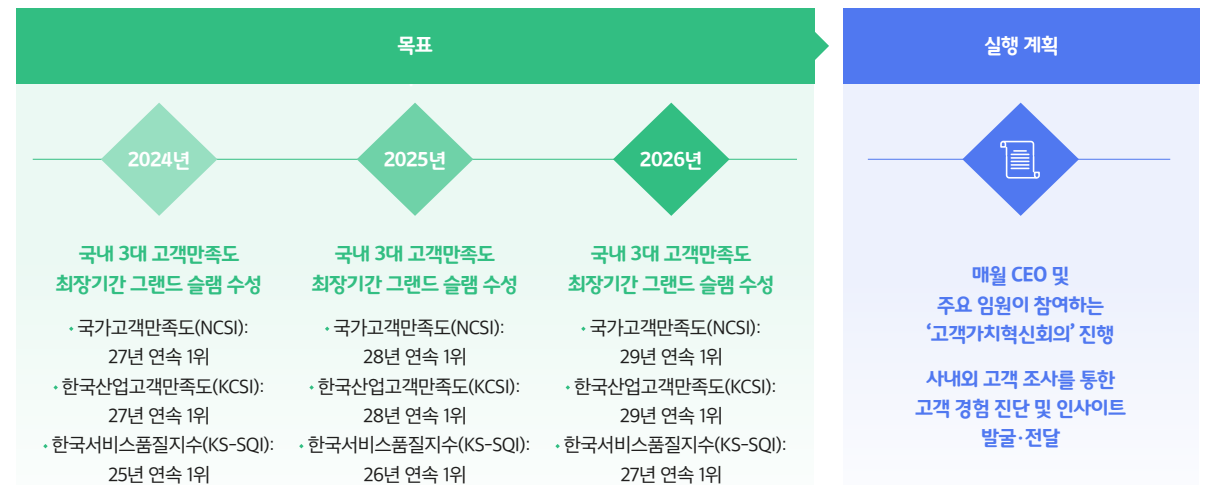 목표
2024년
국내 3대 고객만족도
최장기간 그랜드 슬램 수성
• 국가고객만족도(NCSI):
27년 연속 1위
• 한국산업고객만족도(KCSI):
27년 연속 1위
• 한국서비스품질지수(KS-SQI):
25년 연속 1위
2025년
국내 3대 고객만족도
최장기간 그랜드 슬램 수성
• 국가고객만족도(NCSI):
28년 연속 1위
• 한국산업고객만족도(KCSI):
28년 연속 1위
• 한국서비스품질지수(KS-SQI):
26년 연속 1위
2026년
국내 3대 고객만족도
최장기간 그랜드 슬램 수성
• 국가고객만족도(NCSI):
29년 연속 1위
• 한국산업고객만족도(KCSI):
29년 연속 1위
• 한국서비스품질지수(KS-SQI):
27년 연속 1위
실행 계획
매월 CEO 및
주요 임원이 참여하는
‘고객가치혁신회의’ 진행
사내외 고객 조사를 통한
고객 경험 진단 및 인사이트
발굴·전달